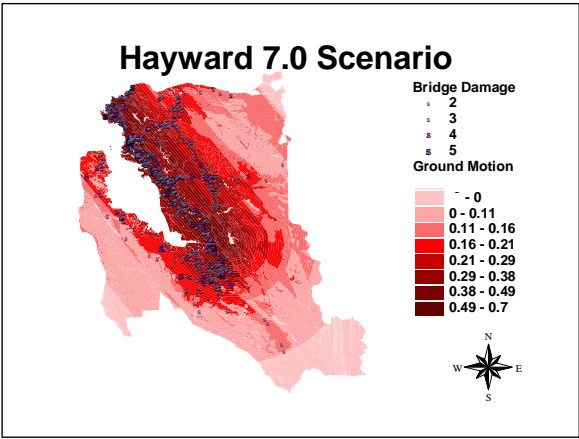 Hayward 7.0 Scenario
Bridge Damage
s 2
s 3
s 4
s 5
Ground Motion
- 0
0 - 0.11
0.11 - 0.16
0.16 - 0.21
0.21 - 0.29
0.29 - 0.38
0.38 - 0.49
0.49 - 0.7
N
W E
S